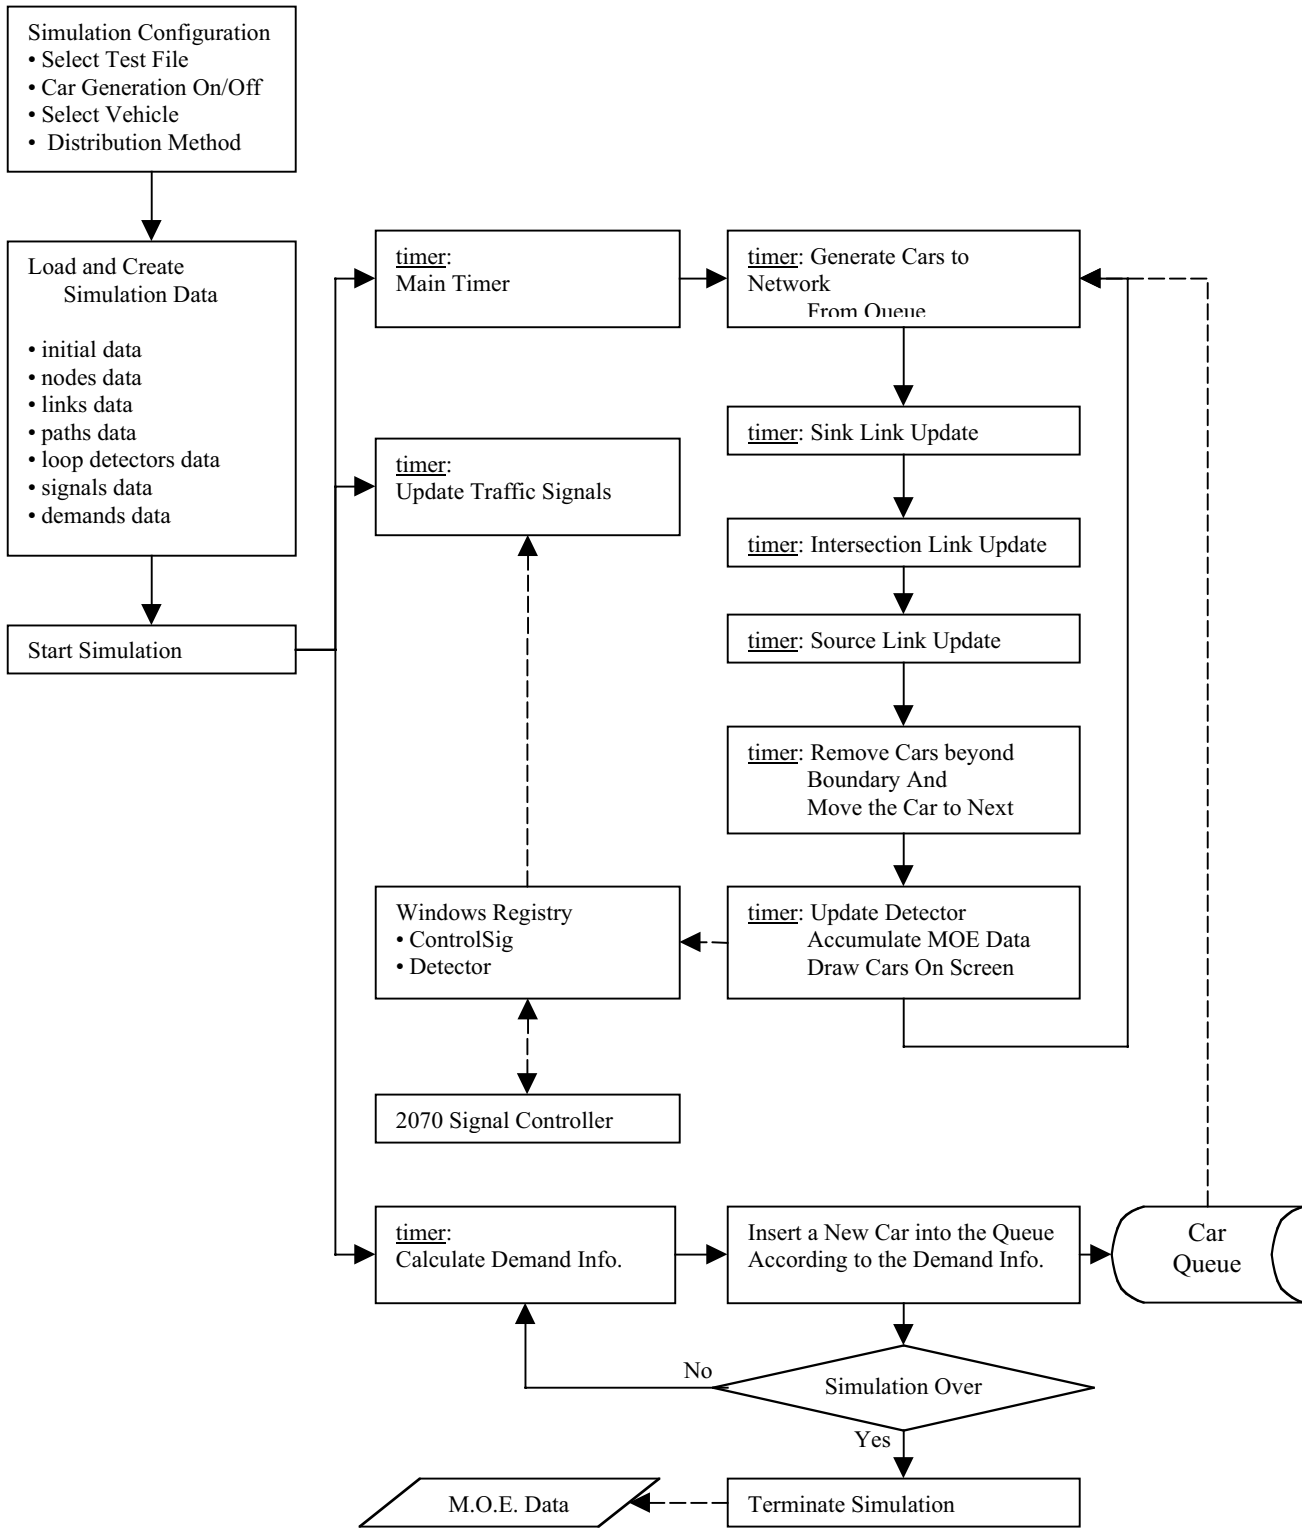 Simulation Configuration
• Select Test File
• Car Generation On/Off
• Select Vehicle
• Distribution Method
Load and Create
Simulation Data
• initial data
• nodes data
• links data
• paths data
• loop detectors data
• signals data
• demands data
Start Simulation
timer:
Main Timer
timer: Generate Cars to
Network
From Queue
timer: Sink Link Update
timer:
Update Traffic Signals
timer: Intersection Link Update
timer: Source Link Update
timer: Remove Cars beyond
Boundary And
Move the Car to Next
Windows Registry
• ControlSig
• Detector
timer: Update Detector
Accumulate MOE Data
Draw Cars On Screen
2070 Signal Controller
timer:
Calculate Demand Info.
Insert a New Car into the Queue
According to the Demand Info.
Car
Queue
No
Simulation Over
Yes
M.O.E. Data
Terminate Simulation